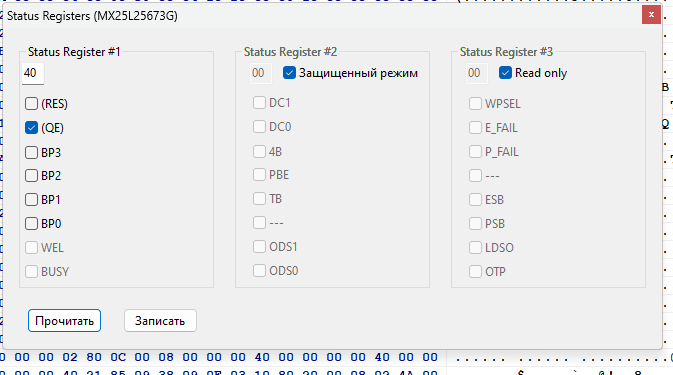 Status Registers (MX25L25673G)
x
Status Register #1
40
(RES)
(QE)
BP3
BP2
BP1
BP0
WEL
BUSY
Status Register #2
00 Защищенный режим
DC1
DC0
4B
PBE
TB
---
ODS1
ODS0
Status Register #3
00 Read only
WPSEL
E_FAIL
P_FAIL
---
ESB
PSB
LDSO
OTP
Прочитать Записать
00 00 02 80 0C 00 08 00 00 00 40 00 00 00 00 40 00